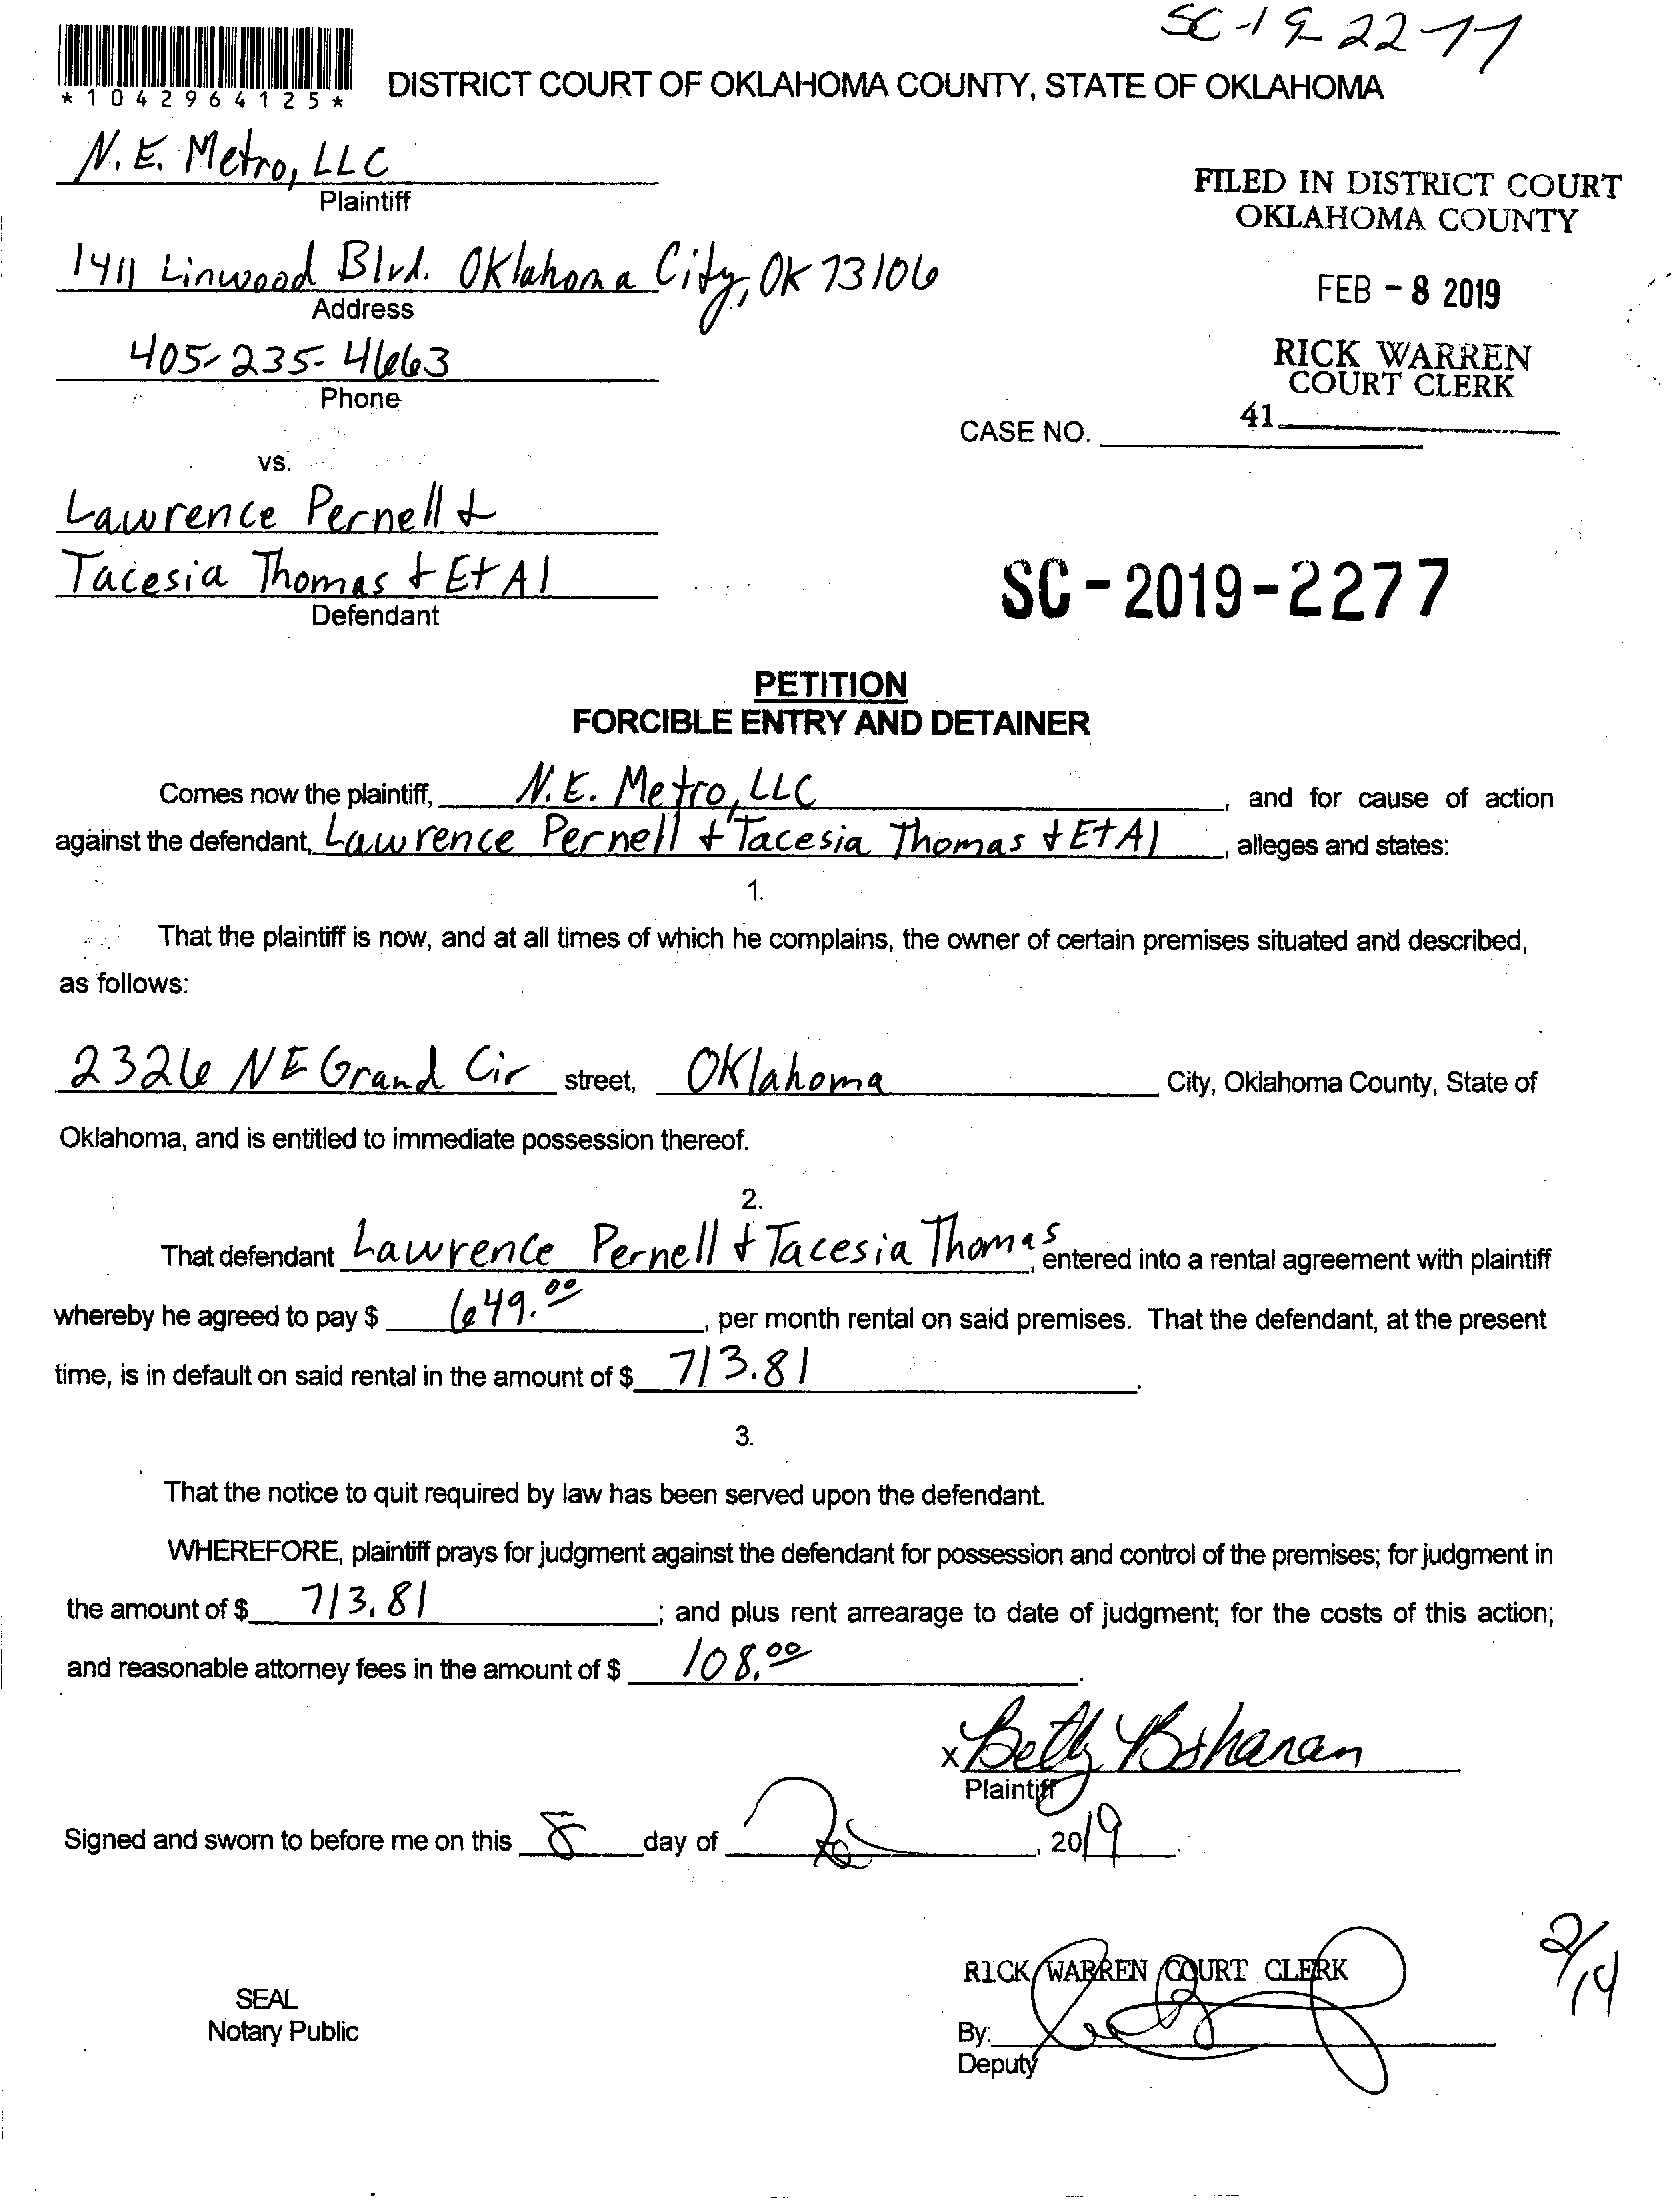 SC-19-2277
*1042964125*
DISTRICT COURT OF OKLAHOMA COUNTY, STATE OF OKLAHOMA
N.E. Metro, LLC
Plaintiff
FILED IN DISTRICT COURT
OKLAHOMA COUNTY
1411 Linwood Blvd. Oklahoma City, OK 73106
Address
FEB - 8 2019
405-235-4663
Phone
RICK WARREN
COURT CLERK
41
CASE NO.
vs.
Lawrence Pernell &
Tacesia Thomas & Et Al
Defendant
SC - 2019 - 2277
PETITION
FORCIBLE ENTRY AND DETAINER
Comes now the plaintiff, N.E. Metro, LLC, and for cause of action
against the defendant, Lawrence Pernell & Tacesia Thomas & Et Al, alleges and states:
1.
That the plaintiff is now, and at all times of which he complains, the owner of certain premises situated and described,
as follows:
2326 NE Grand Cir street, Oklahoma City, Oklahoma County, State of
Oklahoma, and is entitled to immediate possession thereof.
2.
That defendant Lawrence Pernell & Tacesia Thomas, entered into a rental agreement with plaintiff
whereby he agreed to pay $ 649.00, per month rental on said premises. That the defendant, at the present
time, is in default on said rental in the amount of $ 713.81.
3.
That the notice to quit required by law has been served upon the defendant.
WHEREFORE, plaintiff prays for judgment against the defendant for possession and control of the premises; for judgment in
the amount of $ 713.81; and plus rent arrearage to date of judgment; for the costs of this action;
and reasonable attorney fees in the amount of $ 108.00.
x Betty Bohanan
Plaintiff
Signed and sworn to before me on this 8 day of , 2019.
RICK WARREN COURT CLERK
2/14
SEAL
Notary Public
By:
Deputy